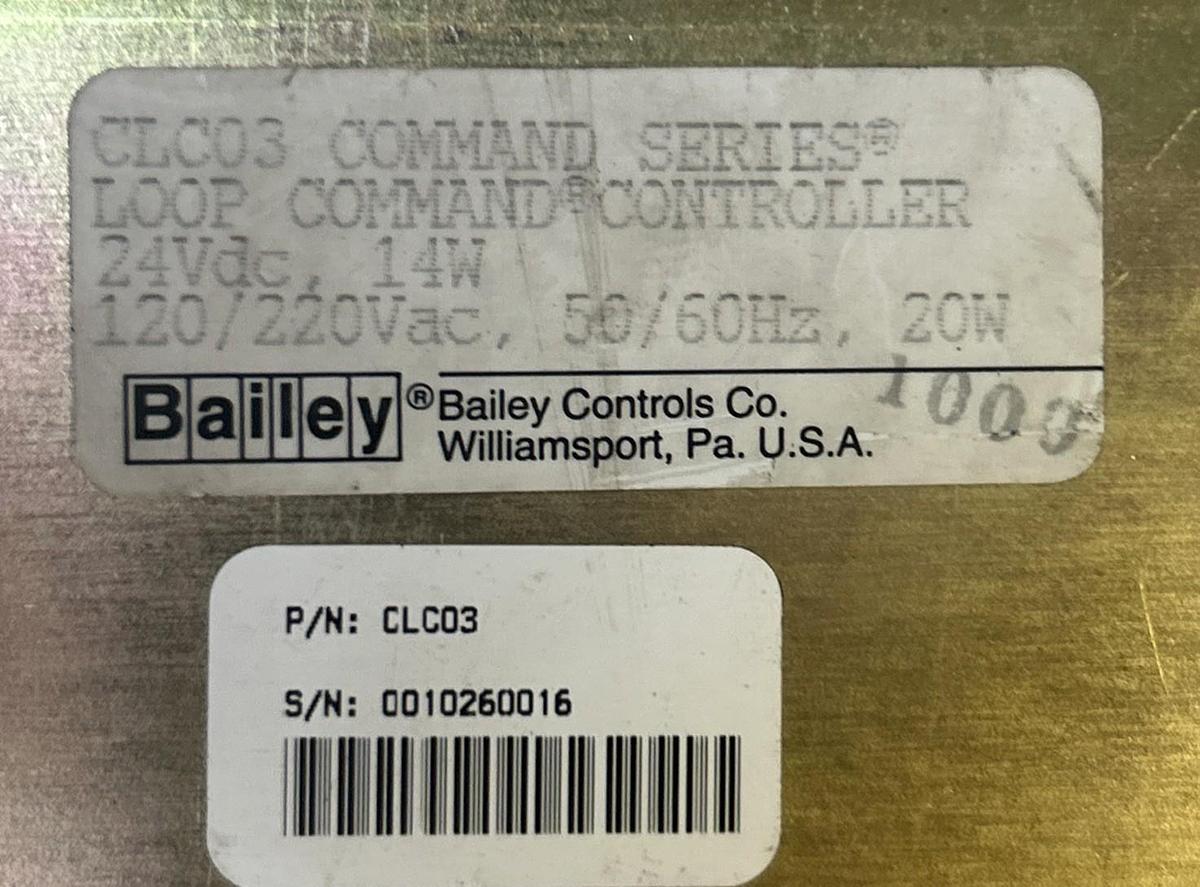 CLC03 COMMAND SERIES®
LOOP COMMAND® CONTROLLER
24Vdc, 14W
120/220Vac, 50/60Hz, 20W
Bailey® Bailey Controls Co.
Williamsport, Pa. U.S.A.
1000
P/N: CLC03
S/N: 0010260016